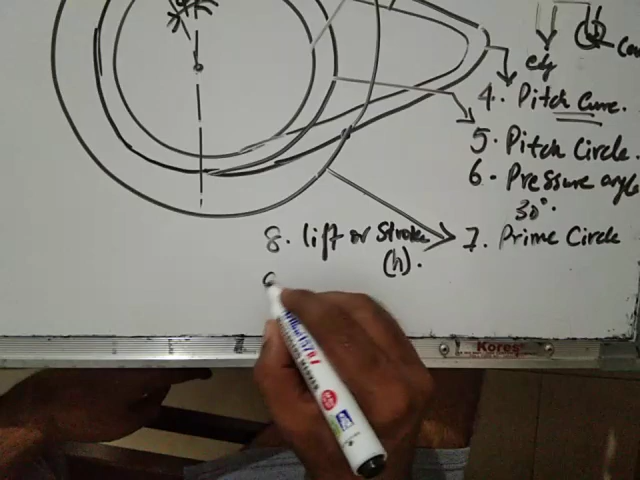 4. Pitch Curve.
5. Pitch Circle.
6. Pressure angle
30°.
7. Prime Circle
8. lift or Stroke
(h).
Kores